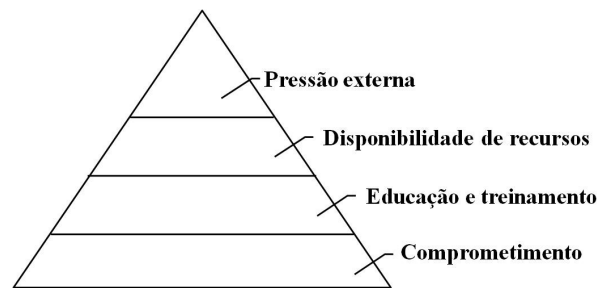 Pressão externa
Disponibilidade de recursos
Educação e treinamento
Comprometimento